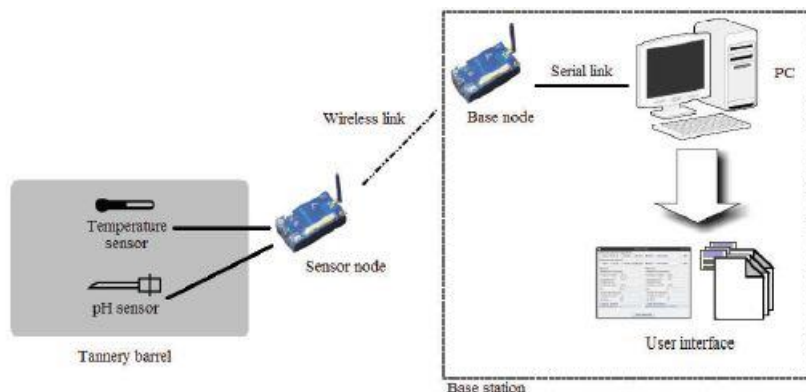 Serial link
PC
Wireless link
Base node
Temperature
sensor
Sensor node
pH sensor
User interface
Tannery barrel
Base station